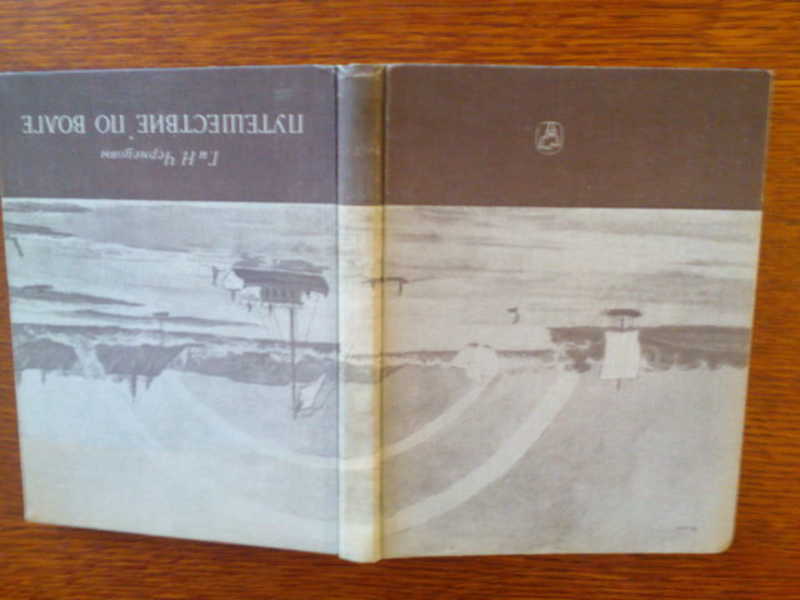 Г. и Н. Чернецовы
ПУТЕШЕСТВИЕ ПО ВОЛГЕ